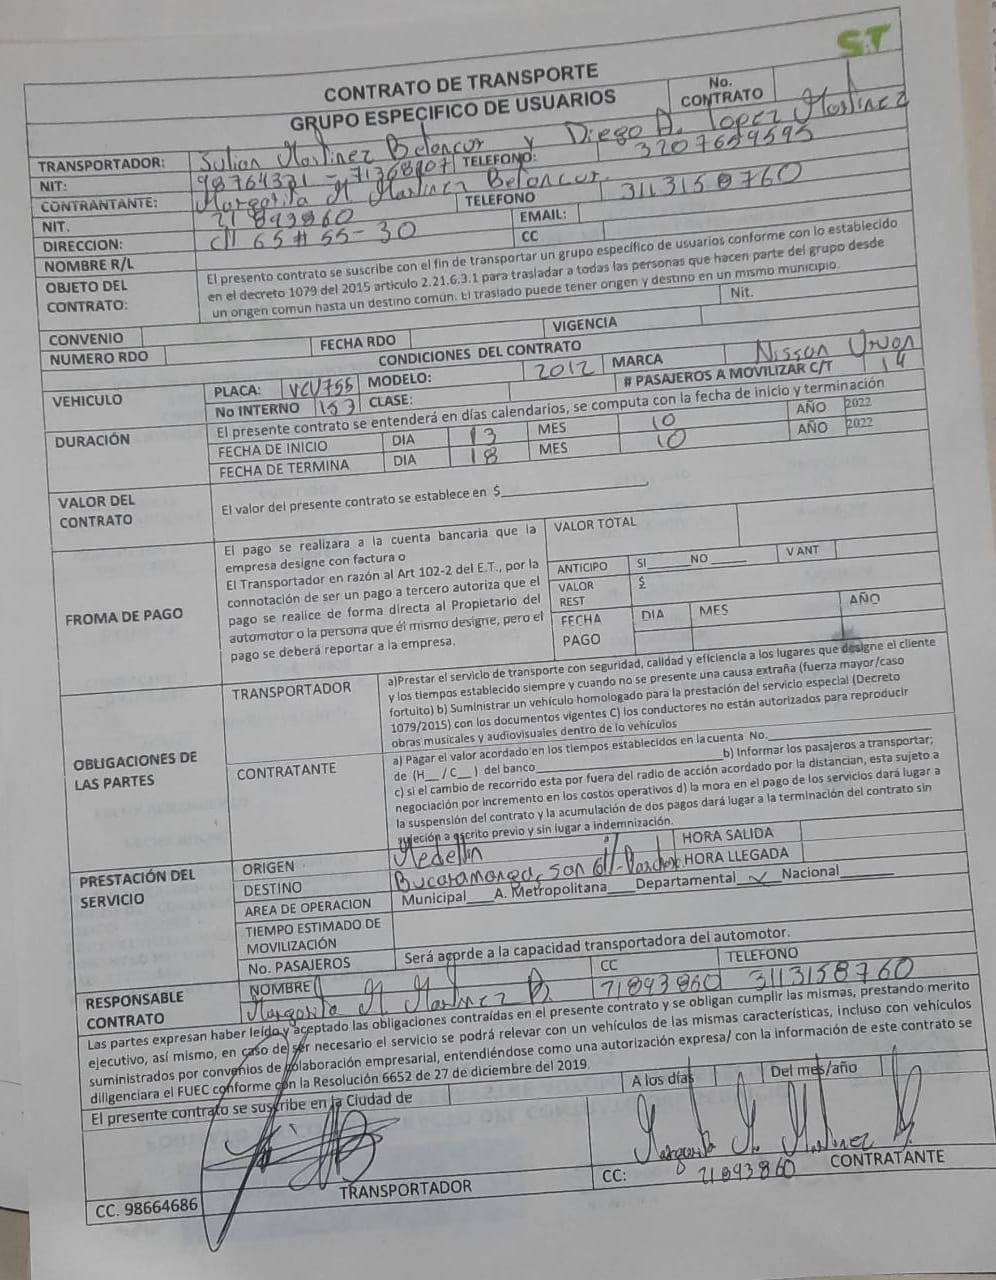 ST
CONTRATO DE TRANSPORTE
GRUPO ESPECIFICO DE USUARIOS
No. CONTRATO
TRANSPORTADOR: Julian Martinez Betancur y Diego A. Lopez Martinez
NIT: 98764321 - 71368907 TELEFONO: 3207659595
CONTRATANTE: Margarita M Martinez Betancur.
NIT. 21893860 TELEFONO 3113158760
DIRECCION: Cll 65 # 55-30 EMAIL:
NOMBRE R/L CC
OBJETO DEL CONTRATO: El presento contrato se suscribe con el fin de transportar un grupo específico de usuarios conforme con lo establecido
en el decreto 1079 del 2015 articulo 2.21.6.3.1 para trasladar a todas las personas que hacen parte del grupo desde
un origen común hasta un destino común. El traslado puede tener origen y destino en un mismo municipio.
CONVENIO Nit.
NUMERO RDO FECHA RDO VIGENCIA
CONDICIONES DEL CONTRATO
VEHICULO PLACA: VCV755 MODELO: 2012 MARCA Nissan Urvan
No INTERNO 153 CLASE: # PASAJEROS A MOVILIZAR C/T 14
DURACIÓN El presente contrato se entenderá en días calendarios, se computa con la fecha de inicio y terminación
FECHA DE INICIO DIA 13 MES 10 AÑO 2022
FECHA DE TERMINA DIA 18 MES 10 AÑO 2022
VALOR DEL CONTRATO El valor del presente contrato se establece en $
FROMA DE PAGO El pago se realizara a la cuenta bancaria que la
empresa designe con factura o
El Transportador en razón al Art 102-2 del E.T., por la
connotación de ser un pago a tercero autoriza que el
pago se realice de forma directa al Propietario del
automotor o la persona que él mismo designe, pero el
pago se deberá reportar a la empresa.
VALOR TOTAL
ANTICIPO SI NO V ANT
VALOR REST $
FECHA PAGO DIA MES AÑO
OBLIGACIONES DE LAS PARTES
TRANSPORTADOR a)Prestar el servicio de transporte con seguridad, calidad y eficiencia a los lugares que designe el cliente
y los tiempos establecido siempre y cuando no se presente una causa extraña (fuerza mayor/caso
fortuito) b) Suministrar un vehículo homologado para la prestación del servicio especial (Decreto
1079/2015) con los documentos vigentes C) los conductores no están autorizados para reproducir
obras musicales y audiovisuales dentro de lo vehículos
CONTRATANTE a) Pagar el valor acordado en los tiempos establecidos en la cuenta No.
de (H__ / C__ ) del banco b) Informar los pasajeros a transportar;
c) si el cambio de recorrido esta por fuera del radio de acción acordado por la distancian, esta sujeto a
negociación por incremento en los costos operativos d) la mora en el pago de los servicios dará lugar a
la suspensión del contrato y la acumulación de dos pagos dará lugar a la terminación del contrato sin
sujeción a escrito previo y sin lugar a indemnización.
PRESTACIÓN DEL SERVICIO
ORIGEN Medellin HORA SALIDA
DESTINO Bucaramanga, San Gil- HORA LLEGADA
AREA DE OPERACION Municipal____A. Metropolitana____Departamental__x__Nacional____
TIEMPO ESTIMADO DE MOVILIZACIÓN
No. PASAJEROS Será acorde a la capacidad transportadora del automotor.
RESPONSABLE CONTRATO NOMBRE Margarita M Martinez B. CC 21893860 TELEFONO 3113158760
Las partes expresan haber leído y aceptado las obligaciones contraídas en el presente contrato y se obligan cumplir las mismas, prestando merito
ejecutivo, así mismo, en caso de ser necesario el servicio se podrá relevar con un vehículos de las mismas características, incluso con vehículos
suministrados por convenios de colaboración empresarial, entendiéndose como una autorización expresa/ con la información de este contrato se
diligenciara el FUEC conforme con la Resolución 6652 de 27 de diciembre del 2019.
El presente contrato se suscribe en la Ciudad de A los días Del mes/año
Margarita M. Martinez B.
CC. 98664686 TRANSPORTADOR CC: 21893860 CONTRATANTE